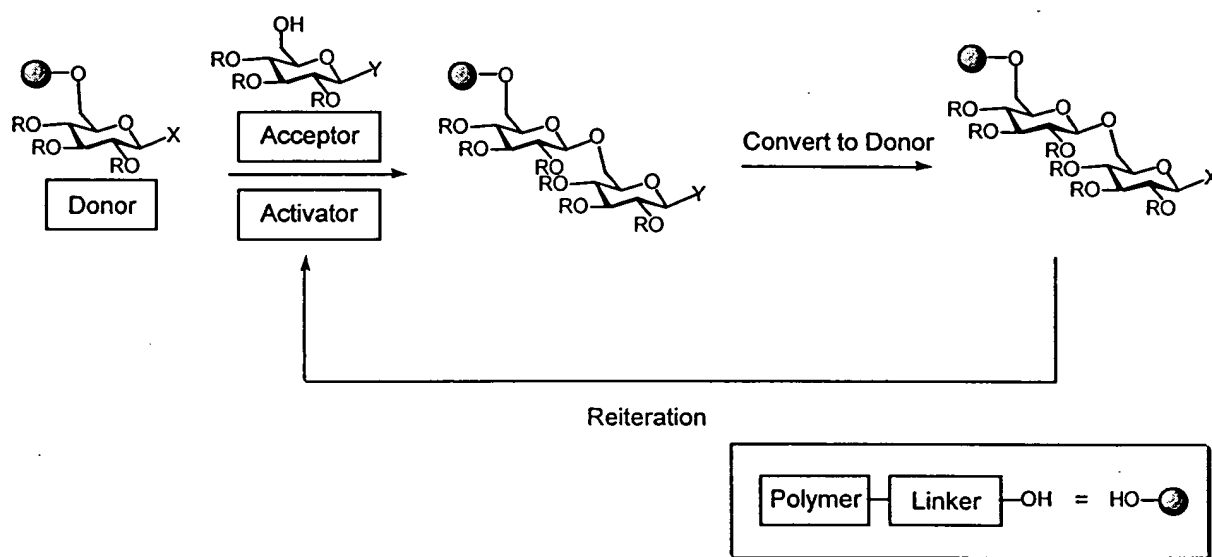 OH
O
RO
RO
RO
X
Donor
RO
RO
O
Y
RO
Acceptor
Activator
O
RO
RO
O
O
RO
RO
RO
O
Y
RO
Convert to Donor
O
RO
RO
O
O
RO
RO
RO
O
X
RO
Reiteration
Polymer Linker OH = HO